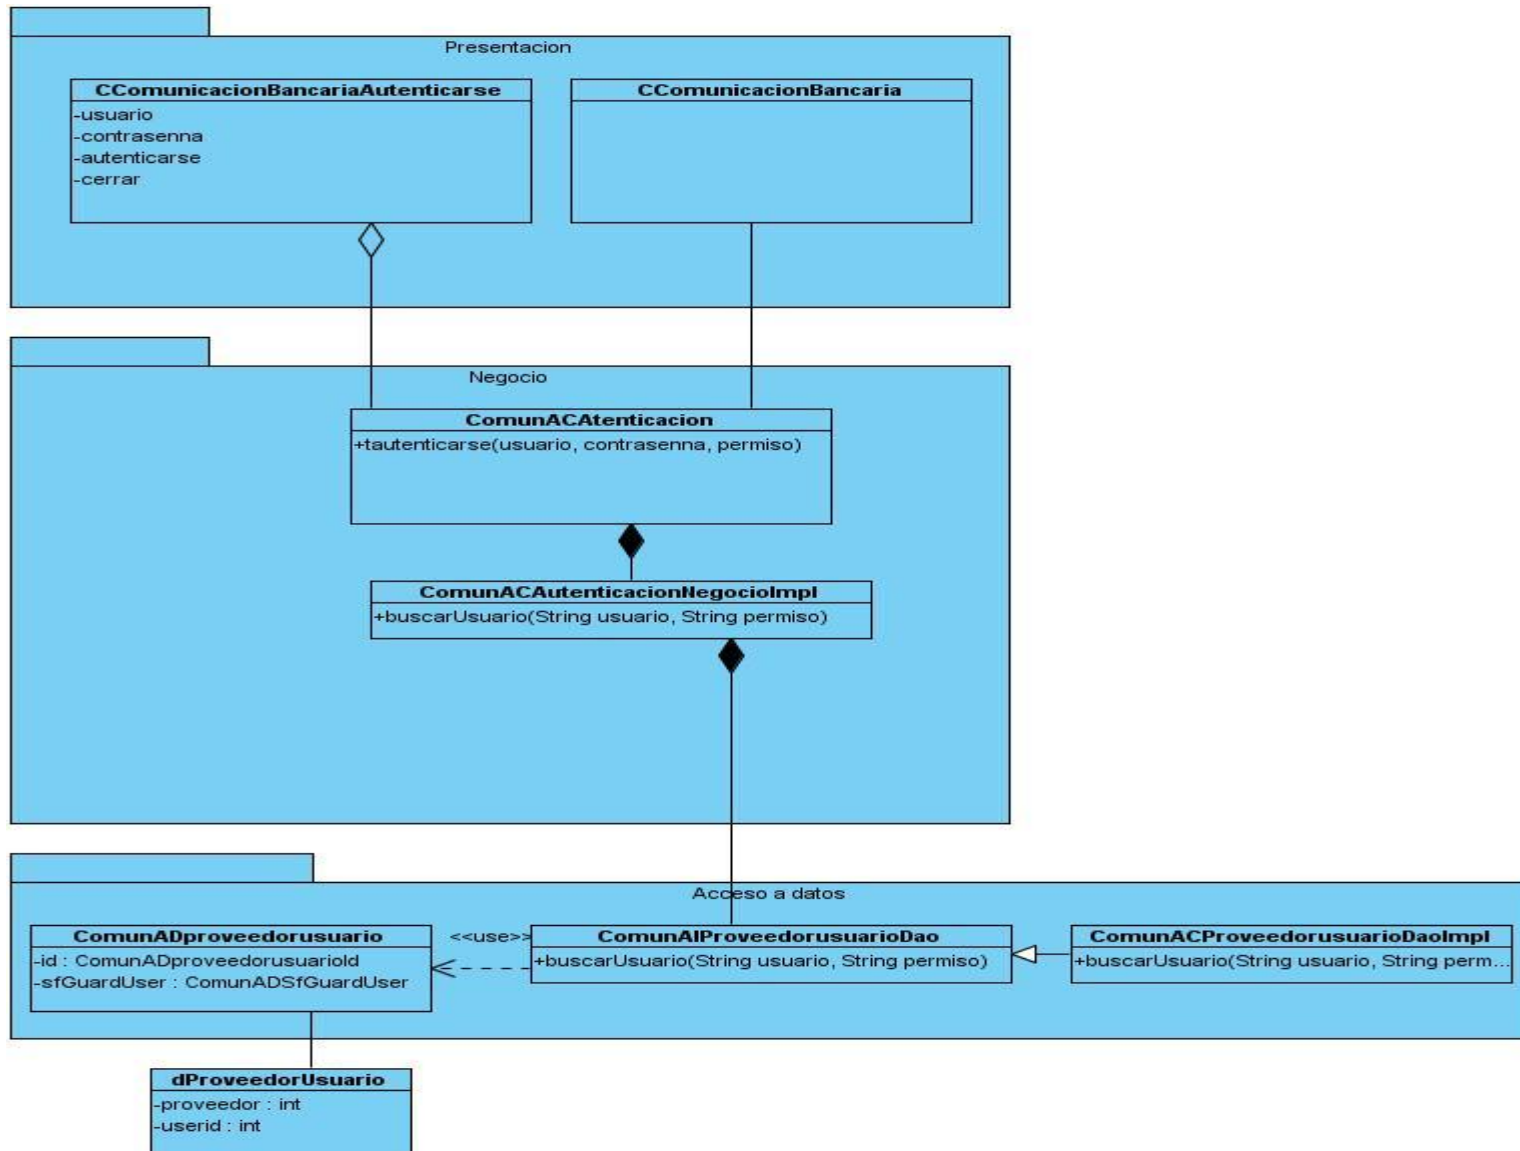 Presentacion
CComunicacionBancariaAutenticarse
-usuario
-contrasenna
-autenticarse
-cerrar
CComunicacionBancaria
Negocio
ComunACAtenticacion
+tautenticarse(usuario, contrasenna, permiso)
ComunACAutenticacionNegocioImpl
+buscarUsuario(String usuario, String permiso)
Acceso a datos
ComunADproveedorusuario
-id : ComunADproveedorusuarioId
-sfGuardUser : ComunADSfGuardUser
<<use>>
ComunAIProveedorusuarioDao
+buscarUsuario(String usuario, String permiso)
ComunACProveedorusuarioDaoImpl
+buscarUsuario(String usuario, String perm...
dProveedorUsuario
-proveedor : int
-userid : int